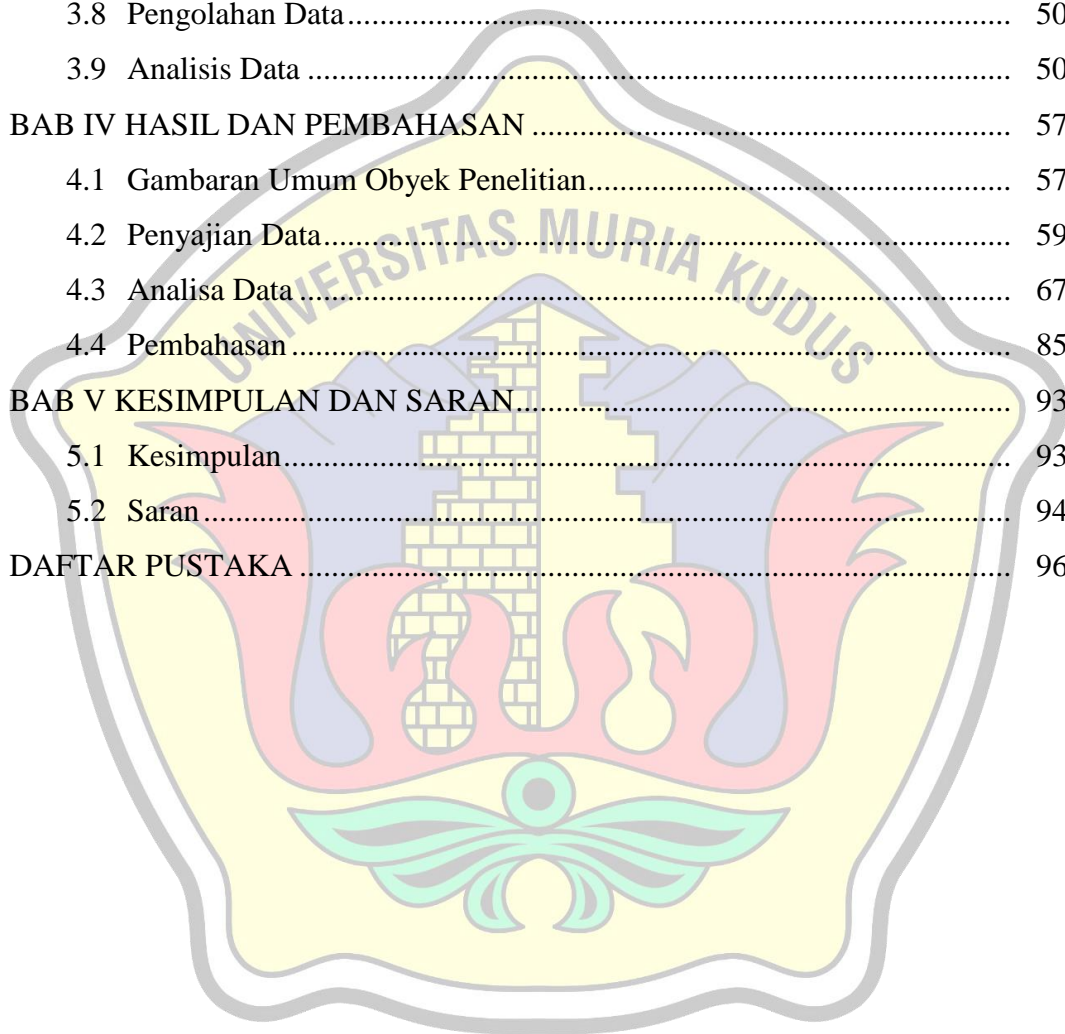 3.8 Pengolahan Data.......................................................................................... 50
3.9 Analisis Data ............................................................................................... 50
BAB IV HASIL DAN PEMBAHASAN ................................................................ 57
4.1 Gambaran Umum Obyek Penelitian.......................................................... 57
UNIVERSITAS MURIA KUDUS
4.2 Penyajian Data............................................................................................. 59
4.3 Analisa Data ................................................................................................ 67
4.4 Pembahasan ................................................................................................. 85
BAB V KESIMPULAN DAN SARAN................................................................... 93
5.1 Kesimpulan.................................................................................................. 93
5.2 Saran ............................................................................................................ 94
DAFTAR PUSTAKA .............................................................................................. 96